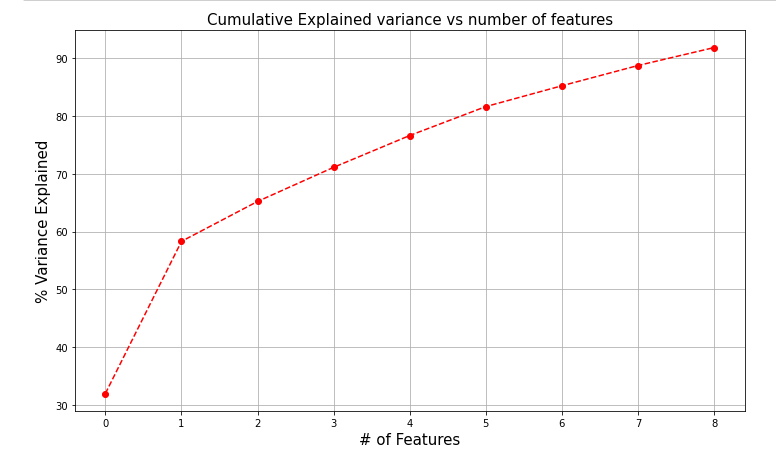 Cumulative Explained variance vs number of features
% Variance Explained
90
80
70
60
50
40
30
0 1 2 3 4 5 6 7 8
# of Features